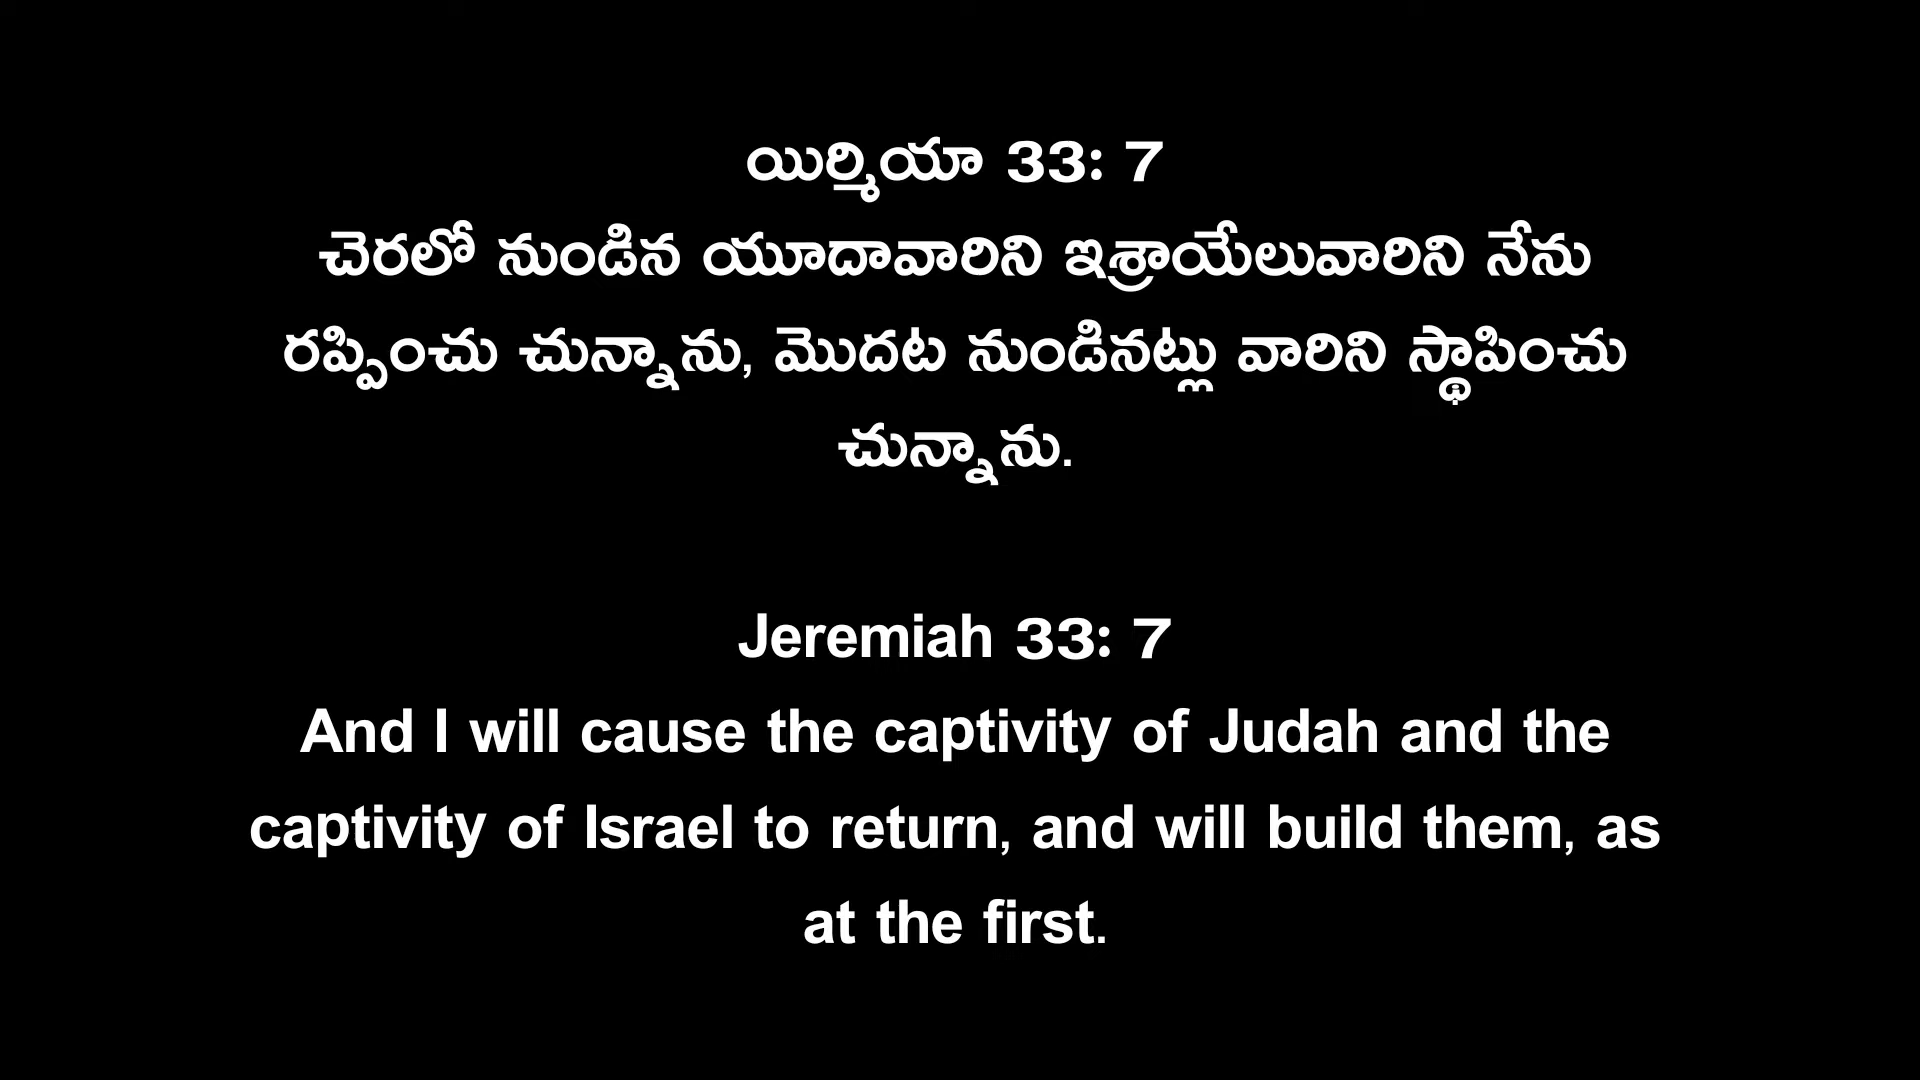 యిర్మియా 33: 7
చెరలో నుండిన యూదావారిని ఇశ్రాయేలువారిని నేను
రప్పించు చున్నాను, మొదట నుండినట్లు వారిని స్థాపించు
చున్నాను.
Jeremiah 33: 7
And I will cause the captivity of Judah and the
captivity of Israel to return, and will build them, as
at the first.